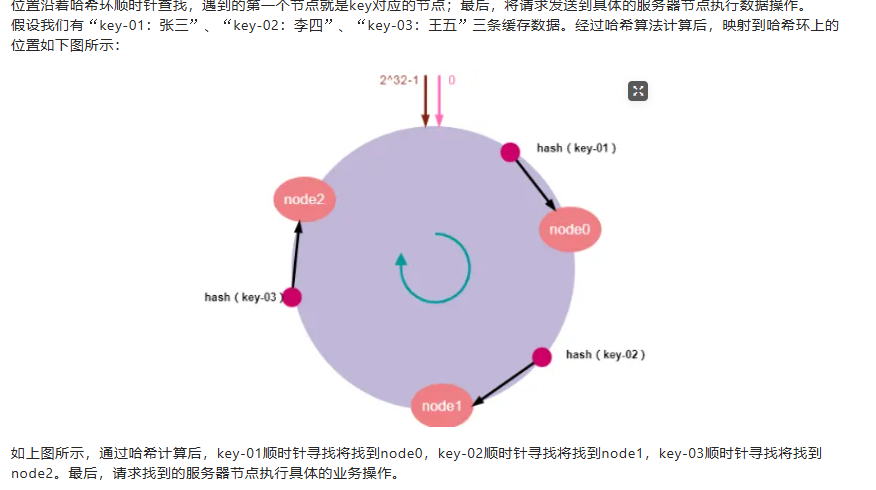 位置沿着哈希环顺时针查找，遇到的第一个节点就是key对应的节点；最后，将请求发送到具体的服务器节点执行数据操作。
假设我们有“key-01：张三”、“key-02：李四”、“key-03：王五”三条缓存数据。经过哈希算法计算后，映射到哈希环上的
位置如下图所示：
2^32-1
0
hash（key-01）
node2
node0
hash（key-03）
hash（key-02）
node1
如上图所示，通过哈希计算后，key-01顺时针寻找将找到node0，key-02顺时针寻找将找到node1，key-03顺时针寻找将找到
node2。最后，请求找到的服务器节点执行具体的业务操作。